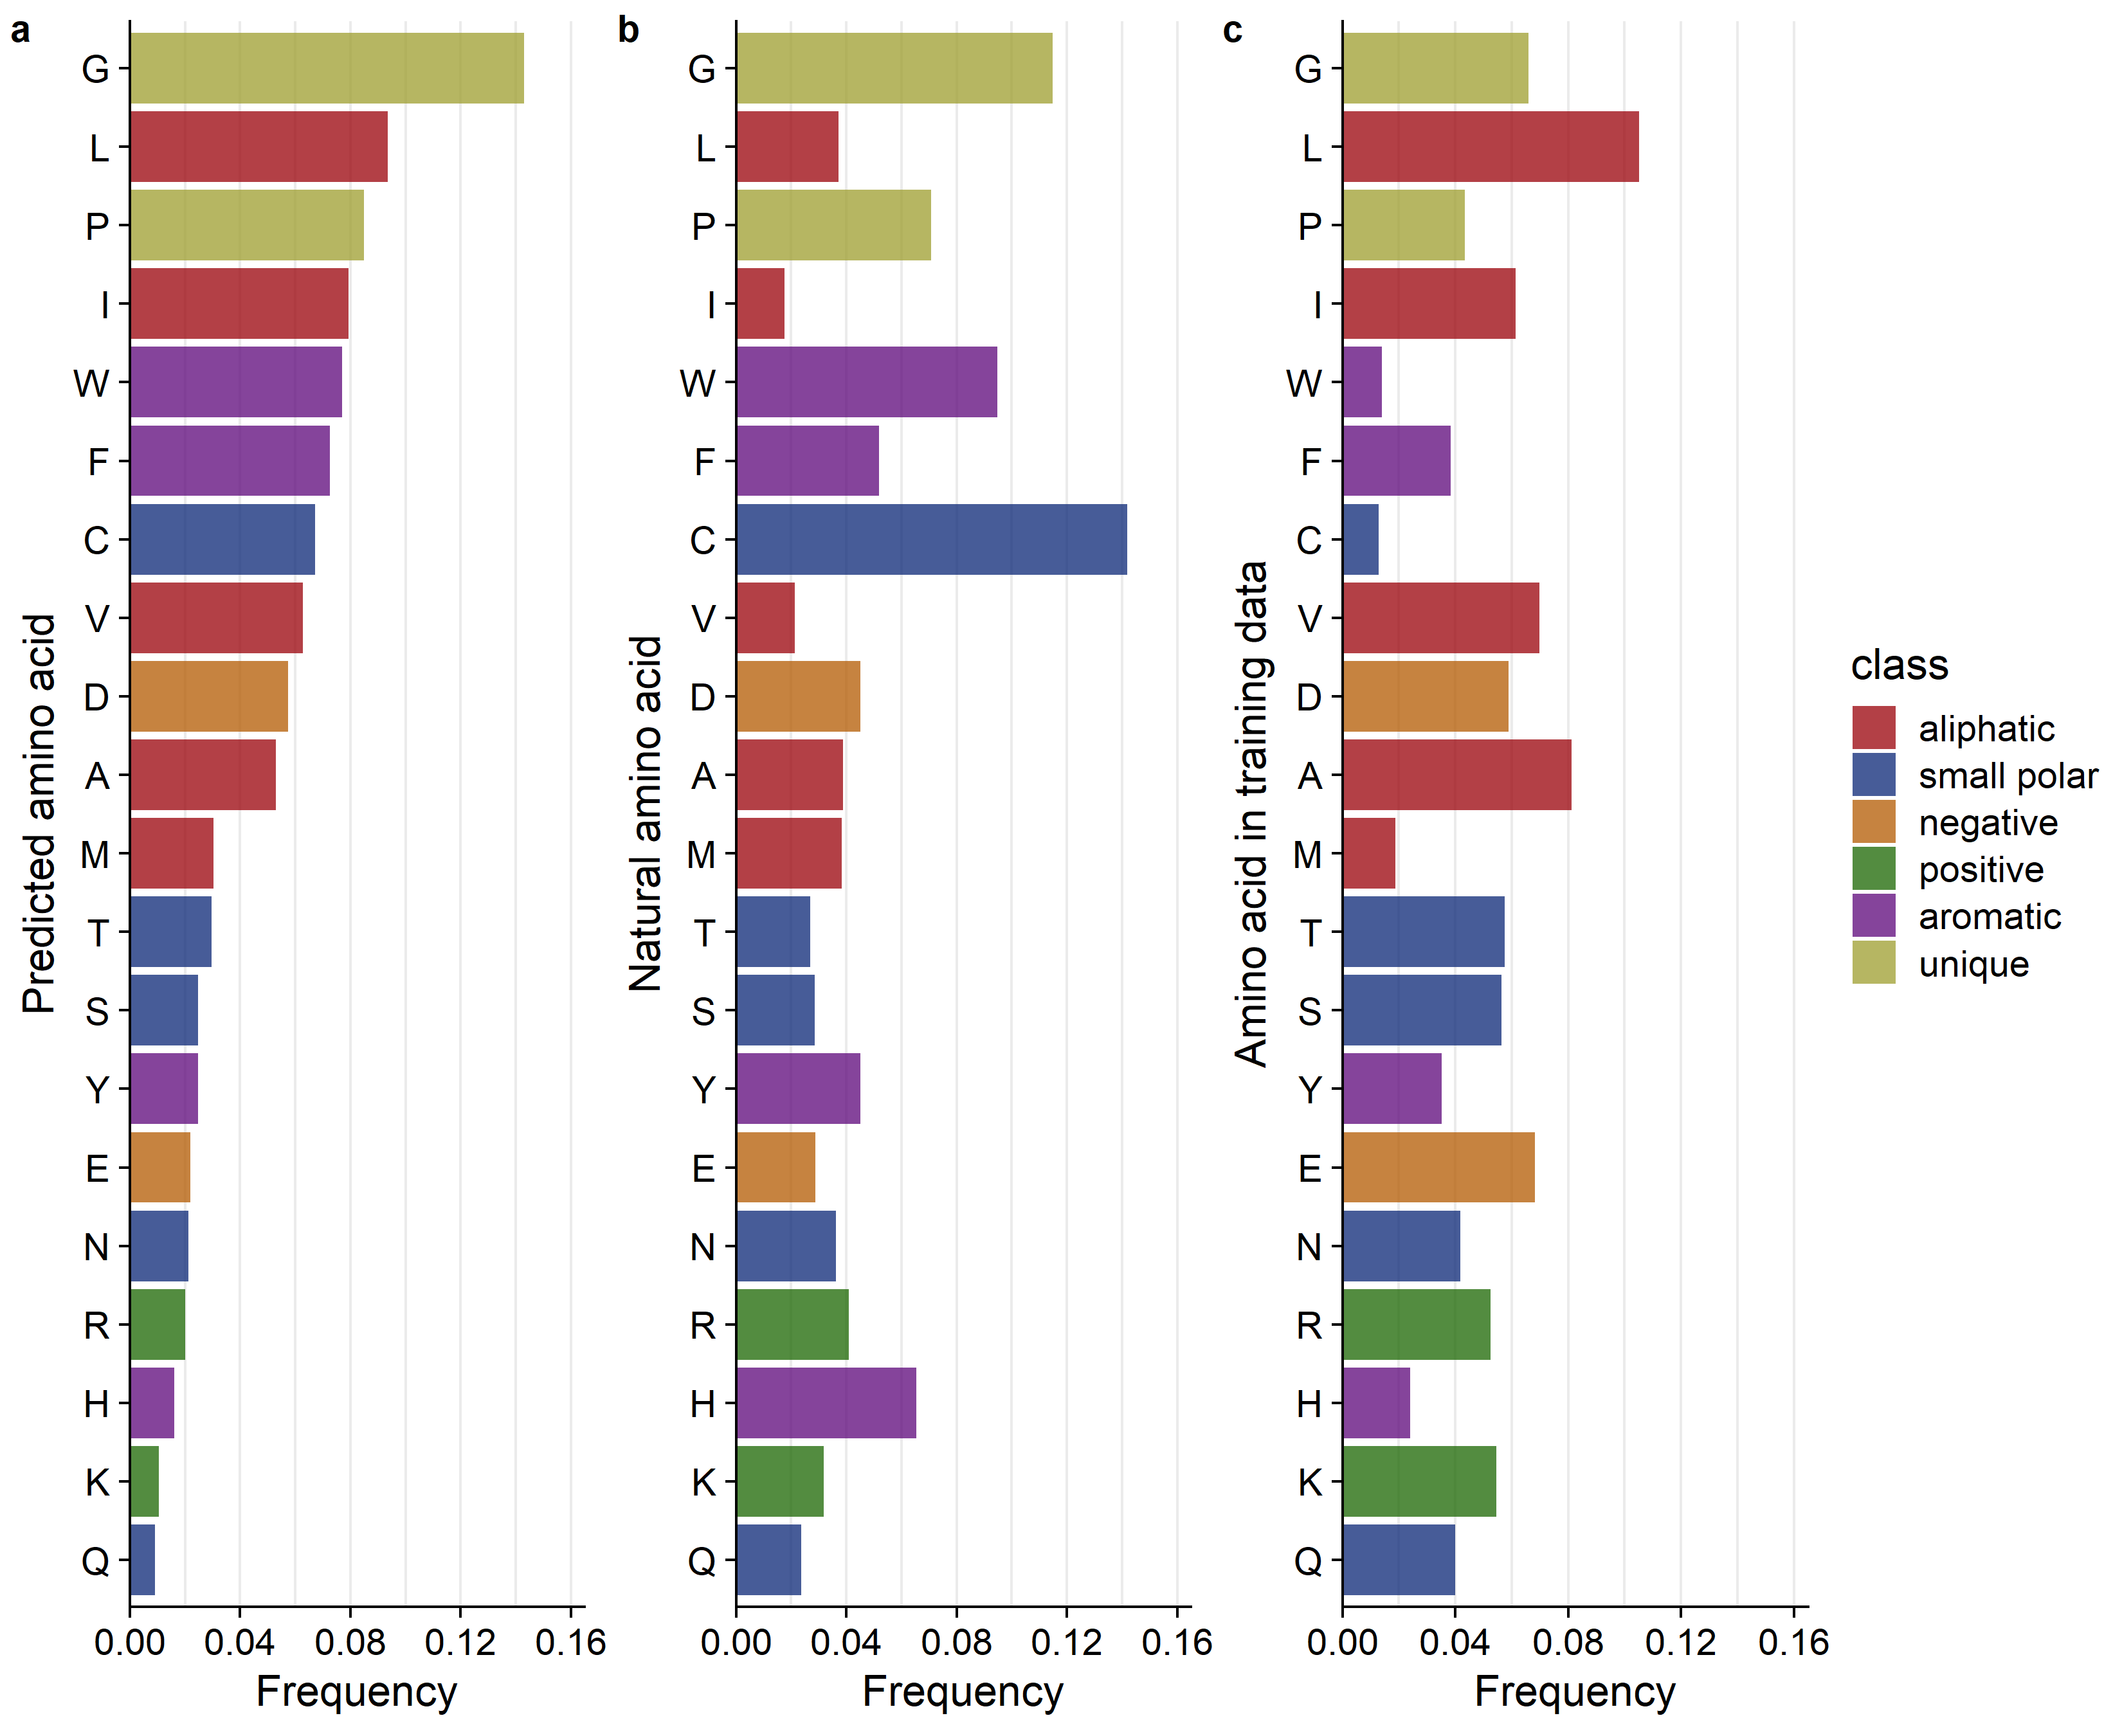 a
Predicted amino acid
G
L
P
I
W
F
C
V
D
A
M
T
S
Y
E
N
R
H
K
Q
0.00 0.04 0.08 0.12 0.16
Frequency
b
Natural amino acid
G
L
P
I
W
F
C
V
D
A
M
T
S
Y
E
N
R
H
K
Q
0.00 0.04 0.08 0.12 0.16
Frequency
c
Amino acid in training data
G
L
P
I
W
F
C
V
D
A
M
T
S
Y
E
N
R
H
K
Q
0.00 0.04 0.08 0.12 0.16
Frequency
class
aliphatic
small polar
negative
positive
aromatic
unique